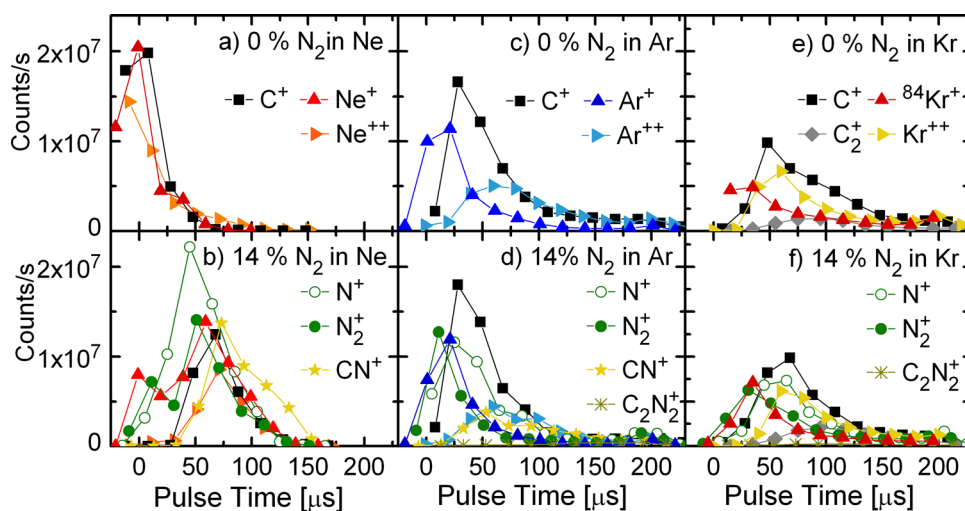 a) 0 % N₂ in Ne
C⁺ Ne⁺
Ne⁺⁺
c) 0 % N₂ in Ar
C⁺ Ar⁺
Ar⁺⁺
e) 0 % N₂ in Kr
C⁺ ⁸⁴Kr⁺
C₂⁺ Kr⁺⁺
Counts/s
2x10⁷
1x10⁷
0
b) 14 % N₂ in Ne
N⁺
N₂⁺
CN⁺
d) 14% N₂ in Ar
N⁺
N₂⁺
CN⁺
C₂N₂⁺
f) 14 % N₂ in Kr
N⁺
N₂⁺
C₂N₂⁺
Counts/s
2x10⁷
1x10⁷
0
0 50 100 150 200
0 50 100 150 200
0 50 100 150 200
Pulse Time [µs]
Pulse Time [µs]
Pulse Time [µs]